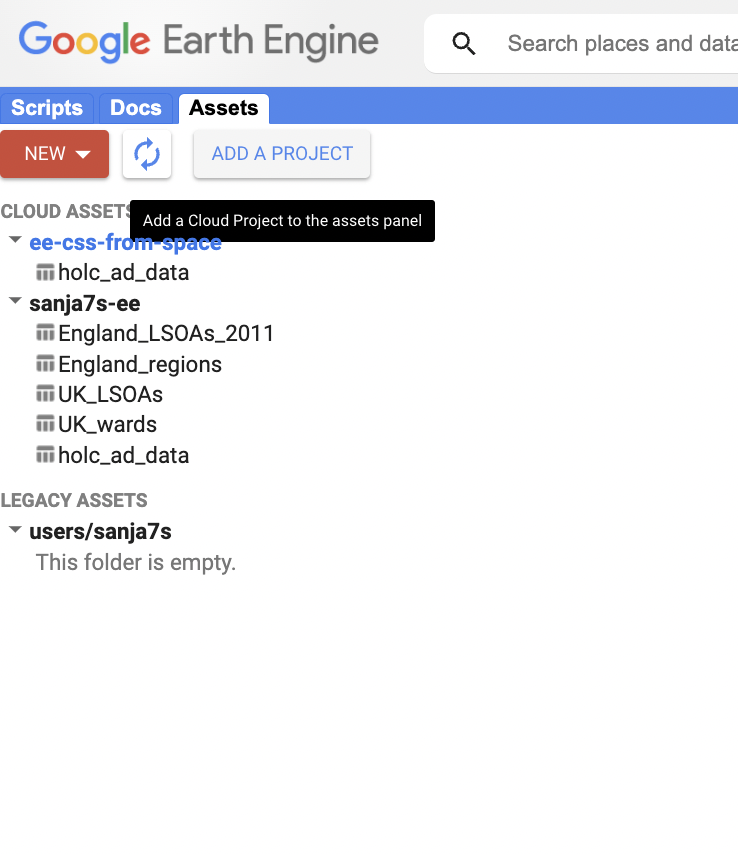 Google Earth Engine
Search places and data
Scripts Docs Assets
NEW ADD A PROJECT
CLOUD ASSETS
Add a Cloud Project to the assets panel
ee-css-from-space
holc_ad_data
sanja7s-ee
England_LSOAs_2011
England_regions
UK_LSOAs
UK_wards
holc_ad_data
LEGACY ASSETS
users/sanja7s
This folder is empty.